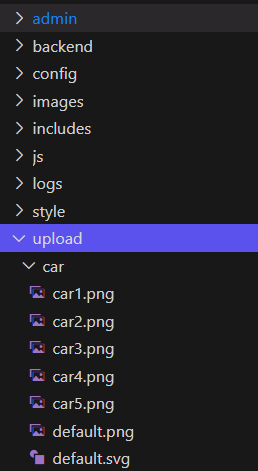 admin
backend
config
images
includes
js
logs
style
upload
car
car1.png
car2.png
car3.png
car4.png
car5.png
default.png
default.svg